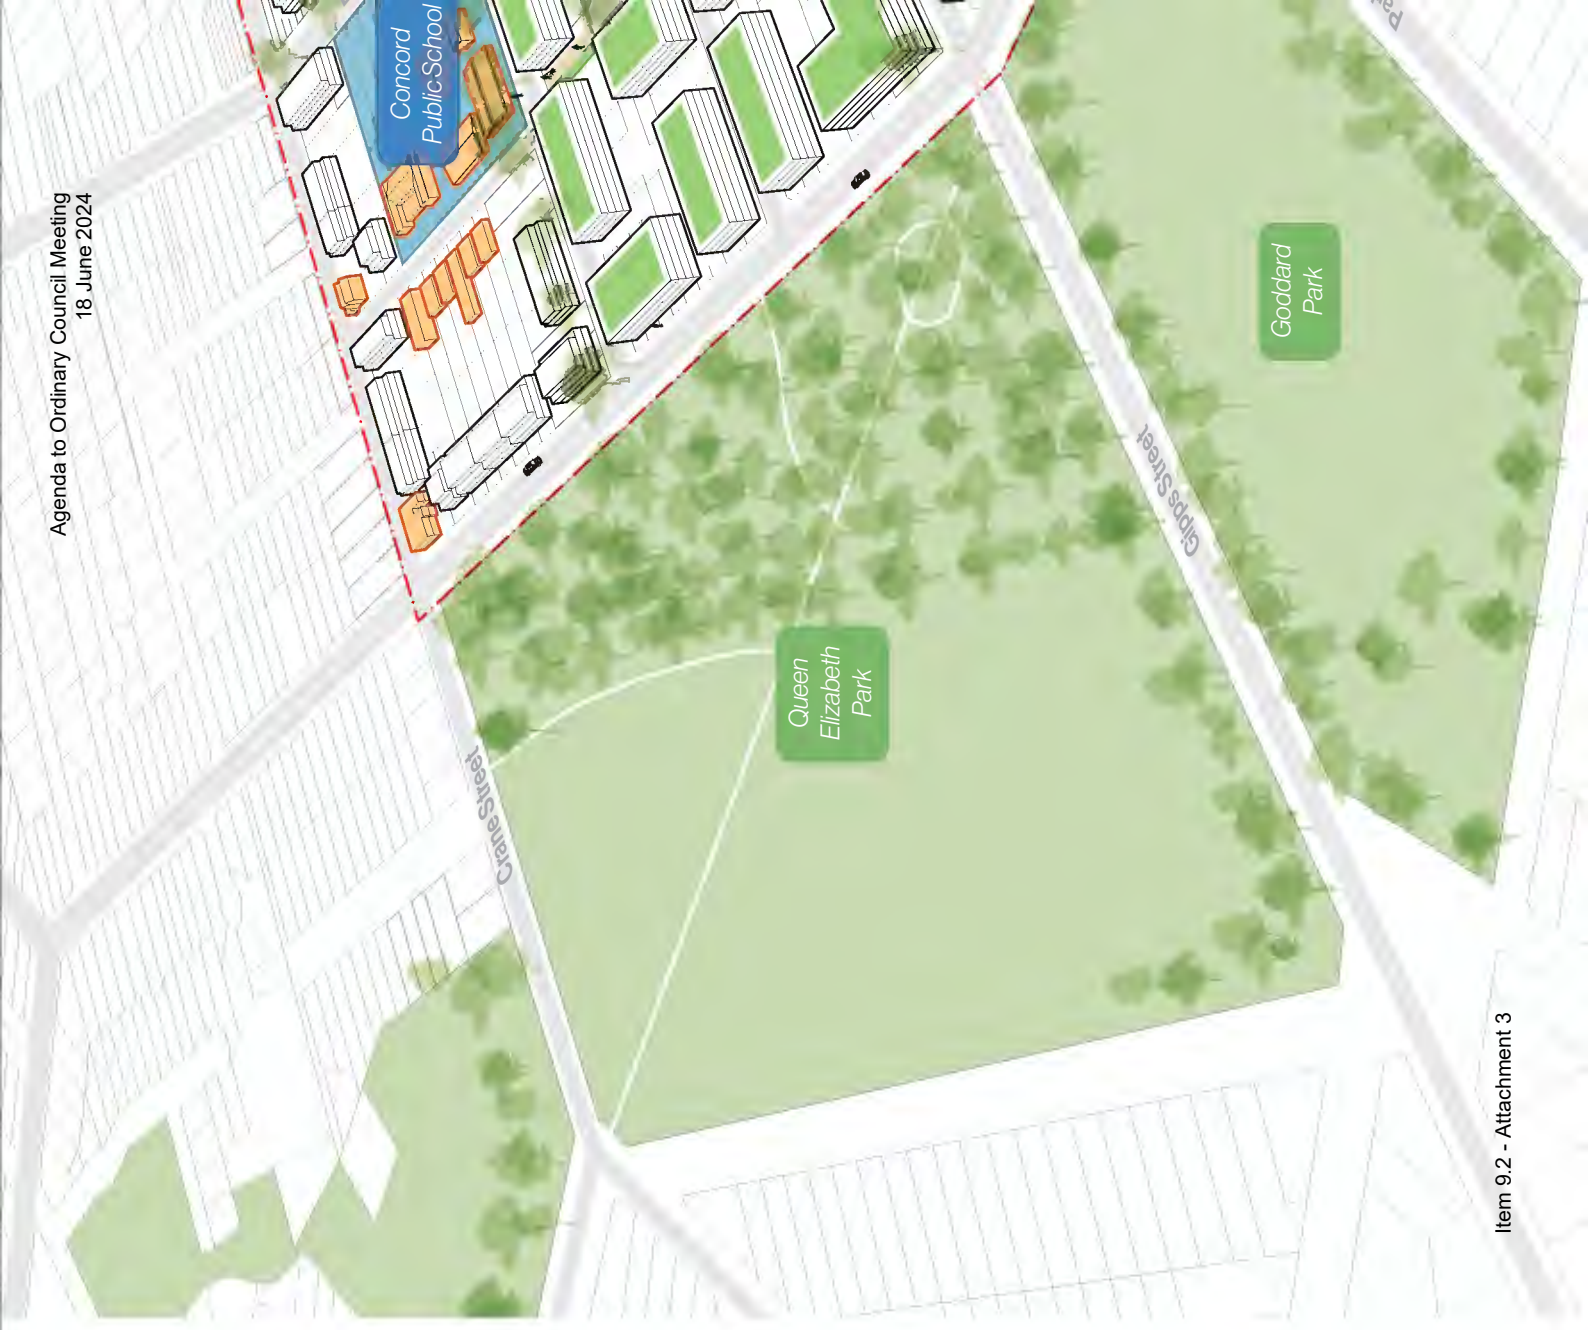 Agenda to Ordinary Council Meeting
18 June 2024
Concord
Public School
Crane Street
Queen
Elizabeth
Park
Gipps Street
Goddard
Park
Item 9.2 - Attachment 3